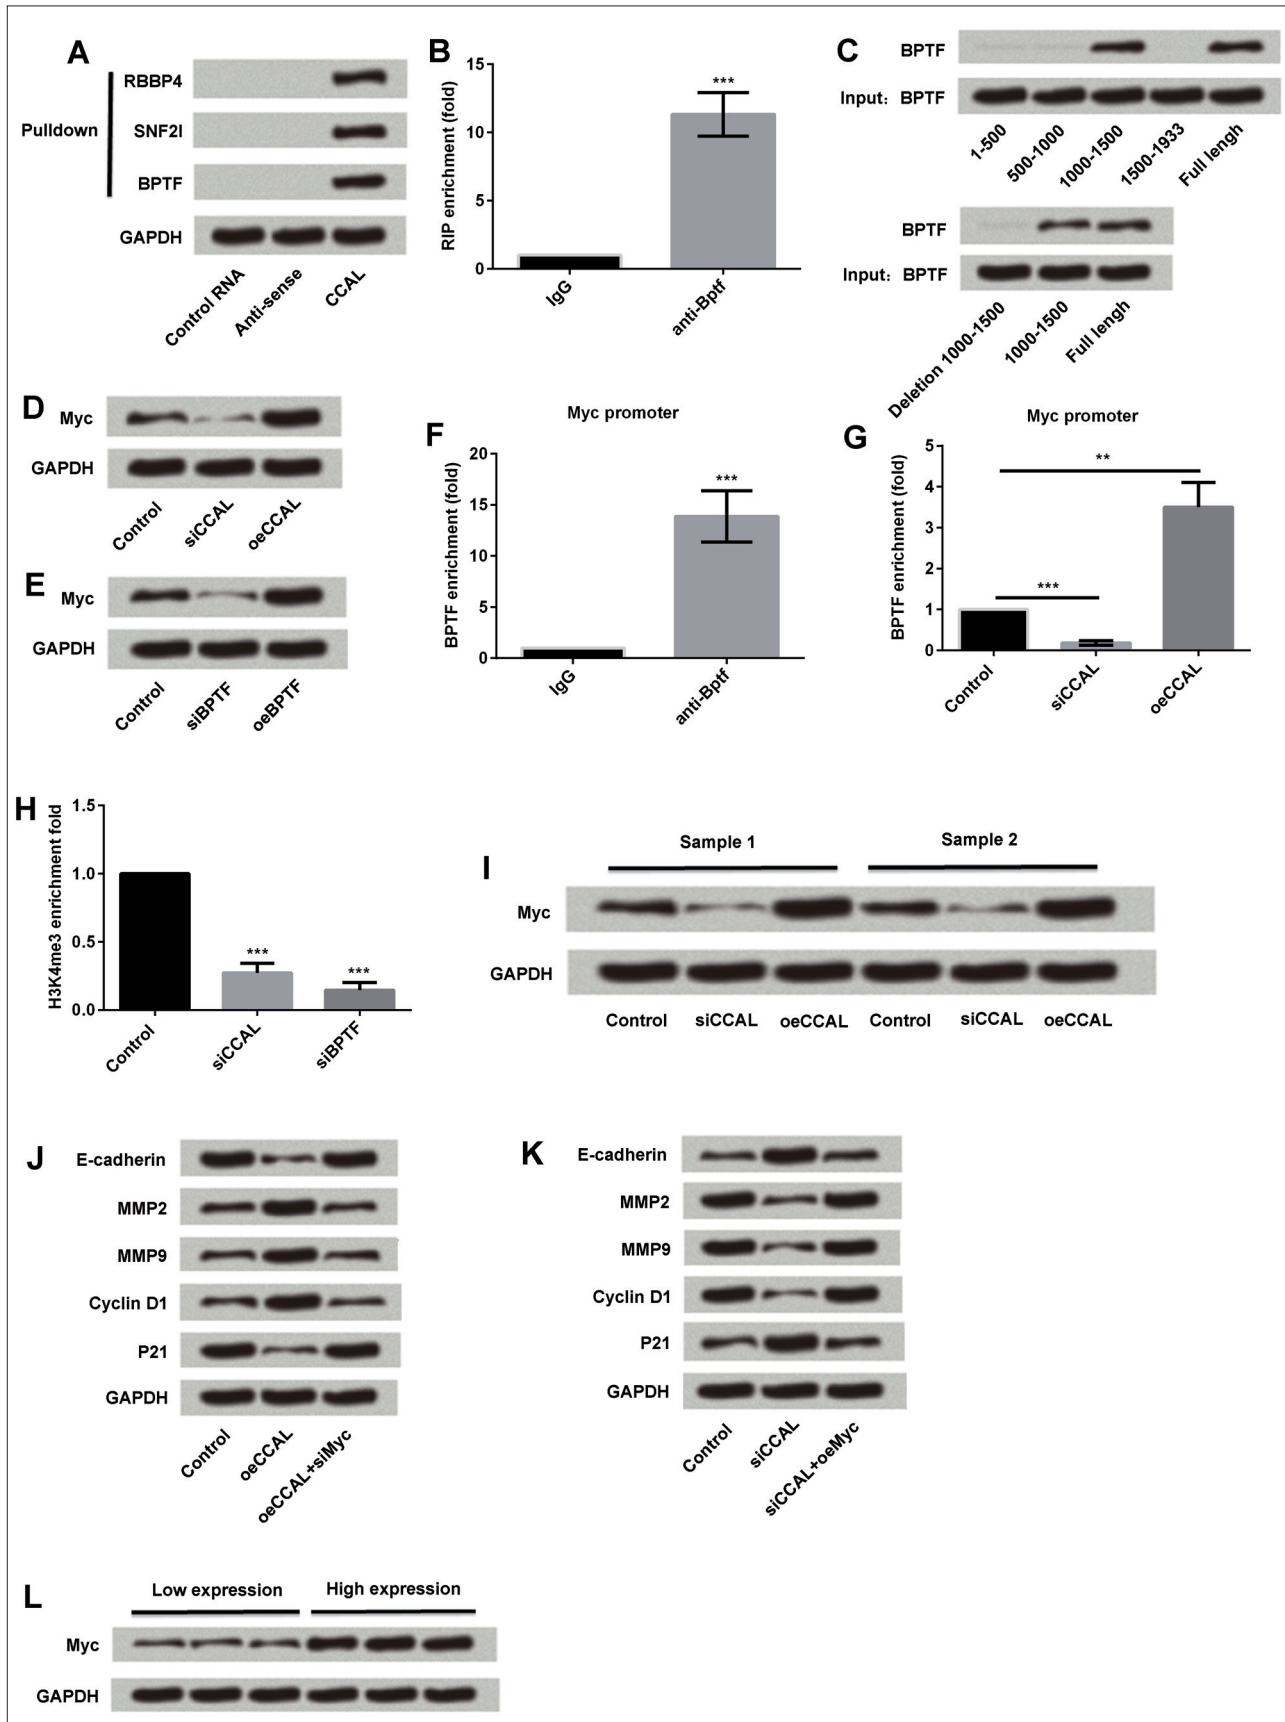 A
Pulldown
RBBP4
SNF2l
BPTF
GAPDH
Control RNA
Anti-sense
CCAL
B
RIP enrichment (fold)
15
10
5
0
***
IgG
anti-Bptf
C
BPTF
Input: BPTF
1-500
500-1000
1000-1500
1500-1933
Full lengh
BPTF
Input: BPTF
Deletion 1000-1500
1000-1500
Full lengh
D
Myc
GAPDH
Control
siCCAL
oeCCAL
E
Myc
GAPDH
Control
siBPTF
oeBPTF
F
Myc promoter
BPTF enrichment (fold)
20
15
10
5
0
***
IgG
anti-Bptf
G
Myc promoter
BPTF enrichment (fold)
5
4
3
2
1
0
**
***
Control
siCCAL
oeCCAL
H
H3K4me3 enrichment fold
1.5
1.0
0.5
0.0
***
***
Control
siCCAL
siBPTF
I
Sample 1 Sample 2
Myc
GAPDH
Control siCCAL oeCCAL Control siCCAL oeCCAL
J
E-cadherin
MMP2
MMP9
Cyclin D1
P21
GAPDH
Control
oeCCAL
oeCCAL+siMyc
K
E-cadherin
MMP2
MMP9
Cyclin D1
P21
GAPDH
Control
siCCAL
siCCAL+oeMyc
L
Low expression High expression
Myc
GAPDH